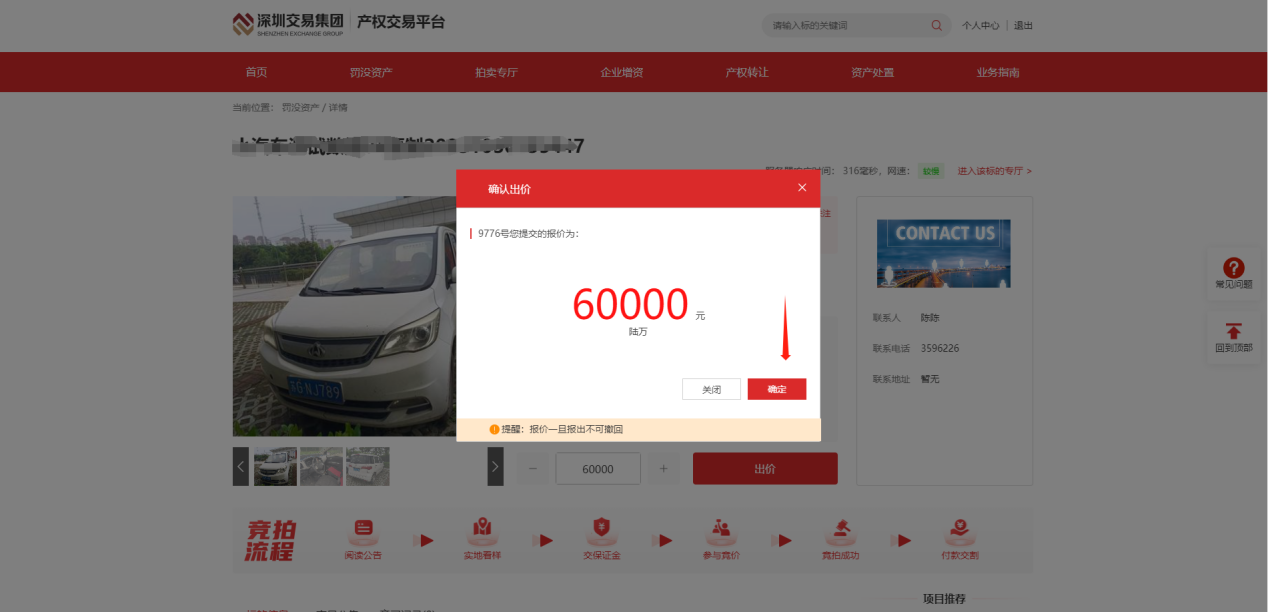 深圳交易集团 产权交易平台
SHENZHEN EXCHANGE GROUP
请输入标的关键词
个人中心 | 退出
首页 罚没资产 拍卖专厅 企业增资 产权转让 资产处置 业务指南
当前位置： 罚没资产 / 详情
316毫秒，网速： 较慢 进入该标的专厅 >
确认出价
9776号您提交的报价为：
60000 元
陆万
关闭 确定
提醒：报价一旦报出不可撤回
CONTACT US
联系人 陈陈
联系电话 3596226
联系地址 暂无
常见问题
回到顶部
60000
出价
竞拍
流程
阅读公告 实地看样 交保证金 参与竞价 竞拍成功 付款交割
项目推荐